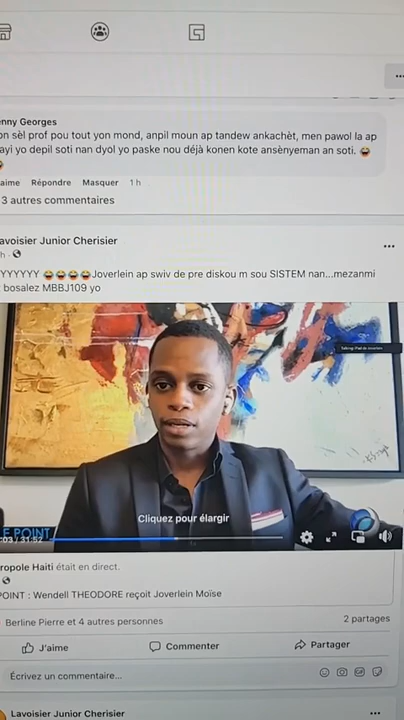 enny Georges
on sèl prof pou tout yon mond, anpil moun ap tandew ankachèt, men pawol la ap
ayi yo depil soti nan dyol yo paske nou déjà konen kote ansènyeman an soti. 😂
aime Répondre Masquer 1 h
3 autres commentaires
avoisier Junior Cherisier
h ·
YYYYYY 😂😂😂😂Joverlein ap swiv de pre diskou m sou SISTEM nan...mezanmi
bosalez MBBJ109 yo
Cliquez pour élargir
E POINT
:03 / 31:52
ropole Haiti était en direct.
POINT : Wendell THEODORE reçoit Joverlein Moïse
Berline Pierre et 4 autres personnes 2 partages
J'aime Commenter Partager
Écrivez un commentaire...
Lavoisier Junior Cherisier